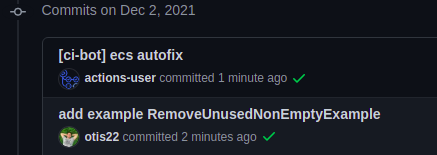 Commits on Dec 2, 2021
[ci-bot] ecs autofix
actions-user committed 1 minute ago
add example RemoveUnusedNonEmptyExample
otis22 committed 2 minutes ago